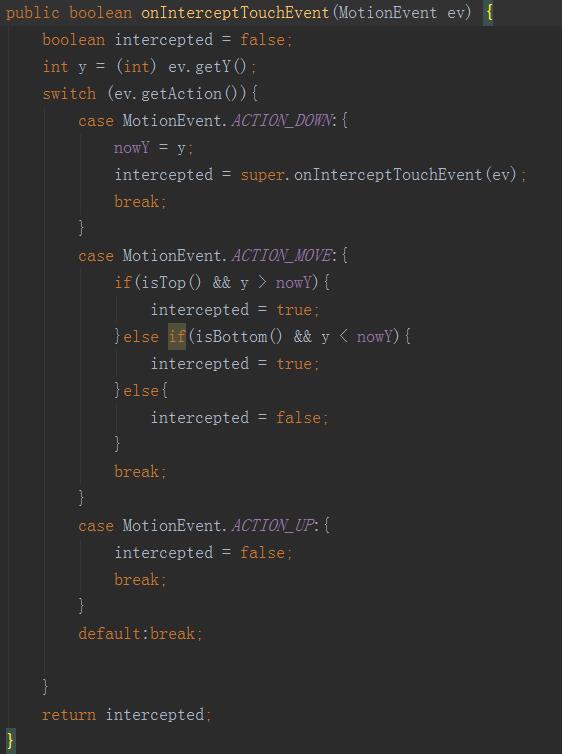 public boolean onInterceptTouchEvent(MotionEvent ev) {
    boolean intercepted = false;
    int y = (int) ev.getY();
    switch (ev.getAction()){
        case MotionEvent.ACTION_DOWN:{
            nowY = y;
            intercepted = super.onInterceptTouchEvent(ev);
            break;
        }
        case MotionEvent.ACTION_MOVE:{
            if(isTop() && y > nowY){
                intercepted = true;
            }else if(isBottom() && y < nowY){
                intercepted = true;
            }else{
                intercepted = false;
            }
            break;
        }
        case MotionEvent.ACTION_UP:{
            intercepted = false;
            break;
        }
        default:break;

    }
    return intercepted;
}